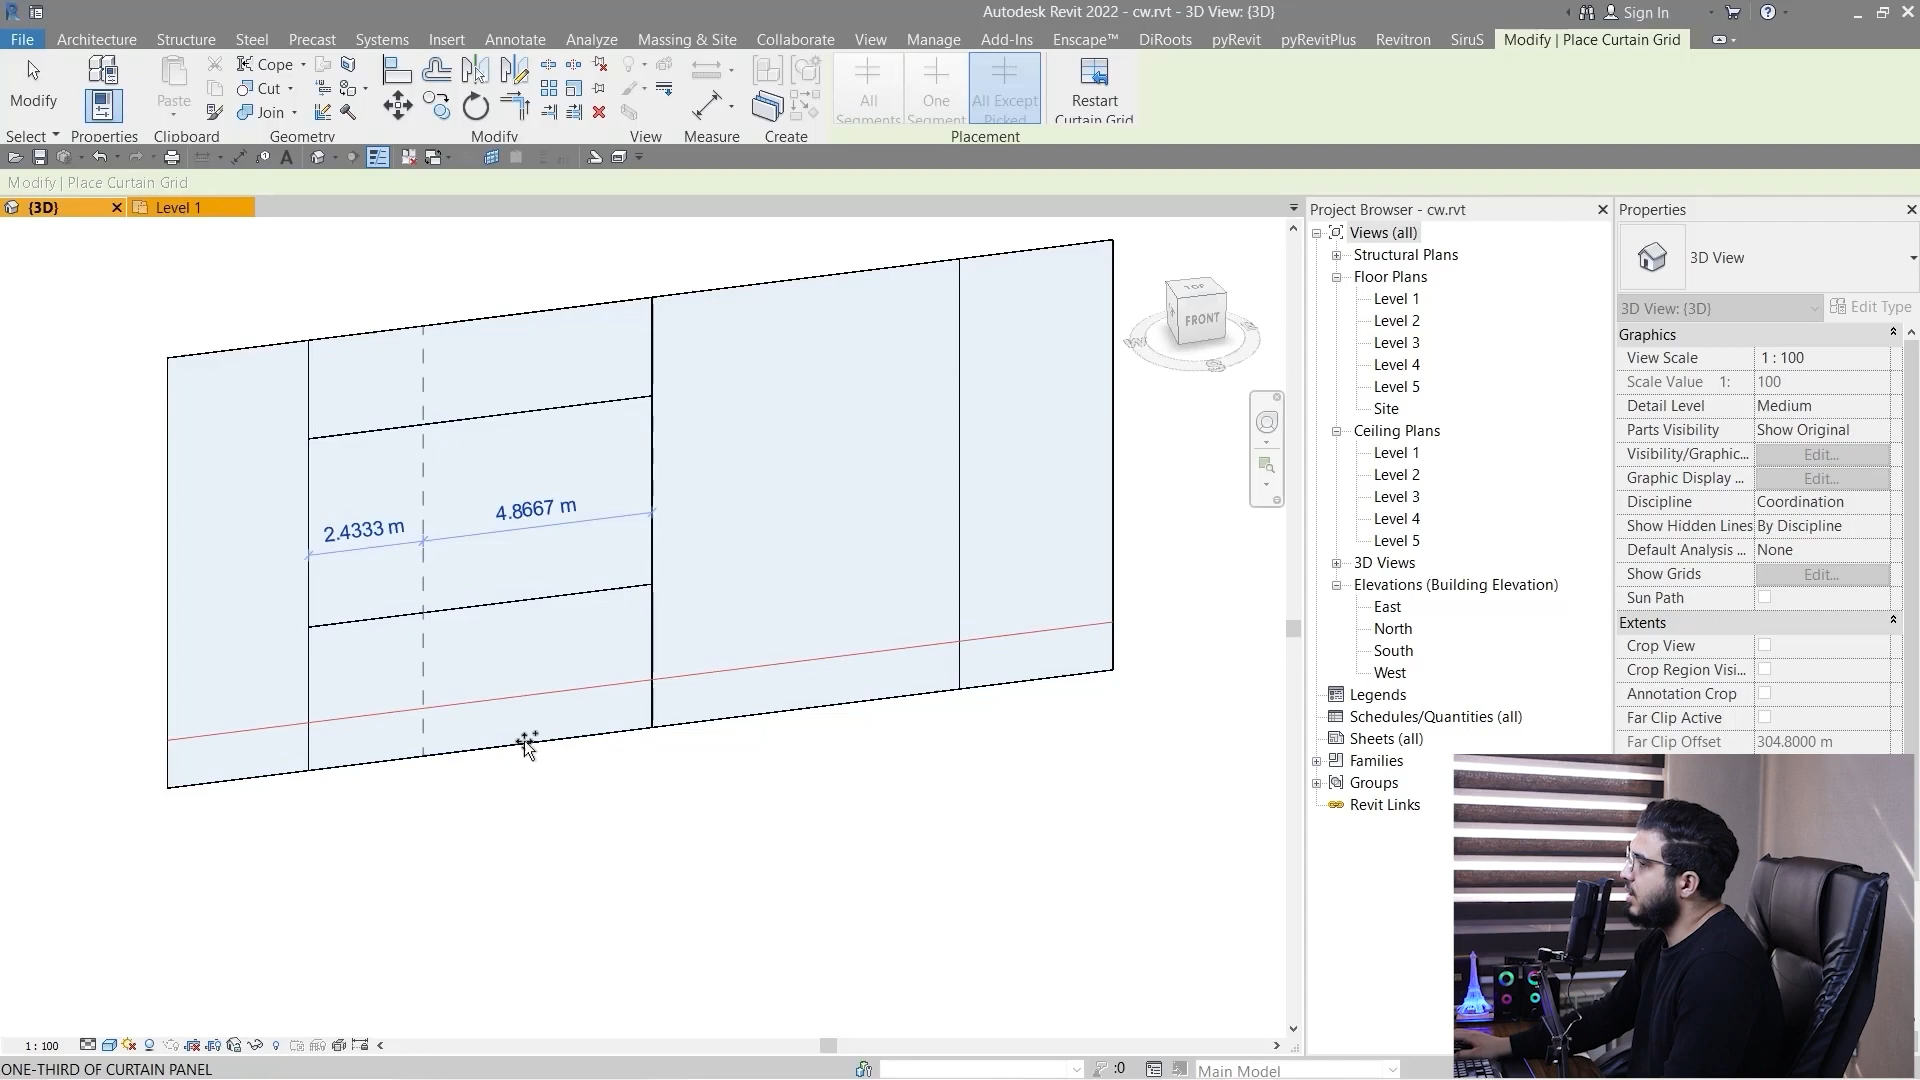 Autodesk Revit 2022 - cw.rvt - 3D View: {3D}
Sign In
File Architecture Structure Steel Precast Systems Insert Annotate Analyze Massing & Site Collaborate View Manage Add-Ins Enscape™ DiRoots pyRevit pyRevitPlus Revitron SiruS Modify | Place Curtain Grid
Modify
Paste
Cope
Cut
Join
All Segments
One Segment
All Except Picked
Restart Curtain Grid
Select Properties Clipboard Geometry Modify View Measure Create Placement
Modify | Place Curtain Grid
{3D}
Level 1
2.4333 m
4.8667 m
TOP
FRONT
Project Browser - cw.rvt
Views (all)
Structural Plans
Floor Plans
Level 1
Level 2
Level 3
Level 4
Level 5
Site
Ceiling Plans
Level 1
Level 2
Level 3
Level 4
Level 5
3D Views
Elevations (Building Elevation)
East
North
South
West
Legends
Schedules/Quantities (all)
Sheets (all)
Families
Groups
Revit Links
Properties
3D View
3D View: {3D} Edit Type
Graphics
View Scale 1 : 100
Scale Value 1: 100
Detail Level Medium
Parts Visibility Show Original
Visibility/Graphic... Edit...
Graphic Display ... Edit...
Discipline Coordination
Show Hidden Lines By Discipline
Default Analysis ... None
Show Grids Edit...
Sun Path
Extents
Crop View
Crop Region Visi...
Annotation Crop
Far Clip Active
Far Clip Offset 304.8000 m
1 : 100
ONE-THIRD OF CURTAIN PANEL
:0
Main Model